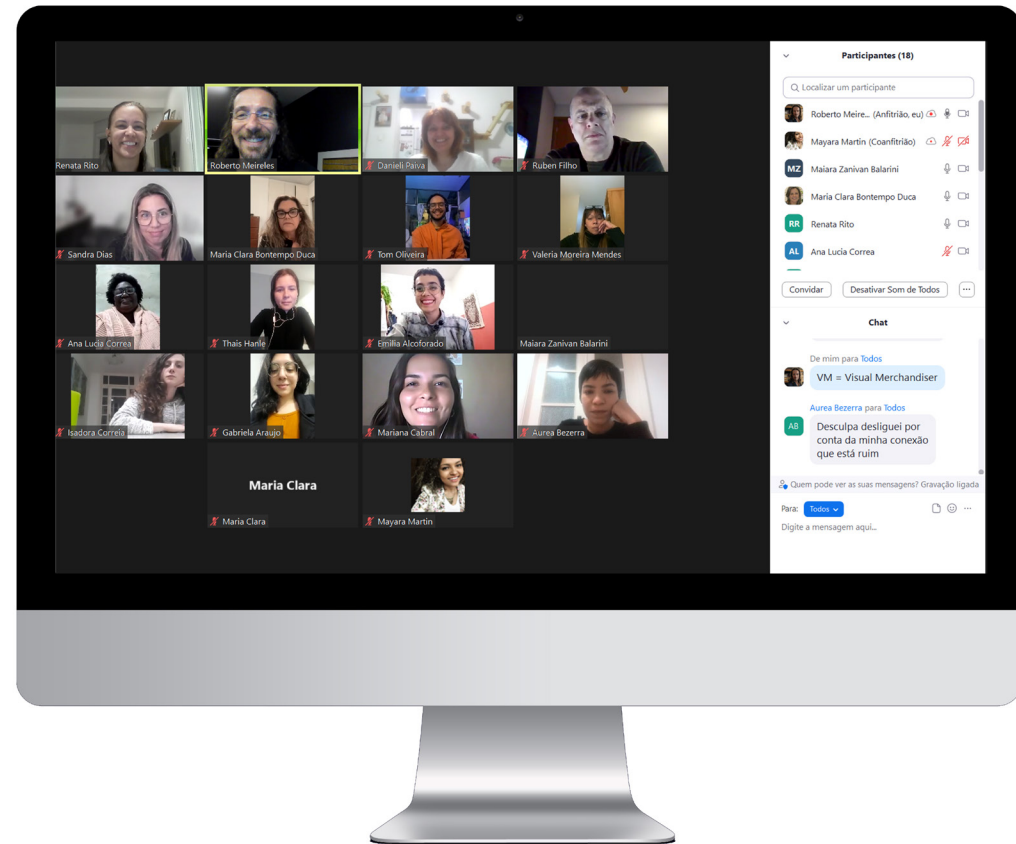 Renata Rito
Roberto Meireles
Danieli Paiva
Ruben Filho
Sandra Dias
Maria Clara Bontempo Duca
Tom Oliveira
Valeria Moreira Mendes
Ana Lucia Correa
Thais Hanle
Emilia Alcoforado
Maiara Zanivan Balarini
Isadora Correia
Gabriela Araujo
Mariana Cabral
Aurea Bezerra
Maria Clara
Maria Clara
Mayara Martin
Participantes (18)
Localizar um participante
Roberto Meire... (Anfitrião, eu)
Mayara Martin (Coanfitrião)
MZ Maiara Zanivan Balarini
Maria Clara Bontempo Duca
RR Renata Rito
AL Ana Lucia Correa
Convidar Desativar Som de Todos ...
Chat
De mim para Todos
VM = Visual Merchandiser
Aurea Bezerra para Todos
AB Desculpa desliguei por
conta da minha conexão
que está ruim
Quem pode ver as suas mensagens? Gravação ligada
Para: Todos
Digite a mensagem aqui...